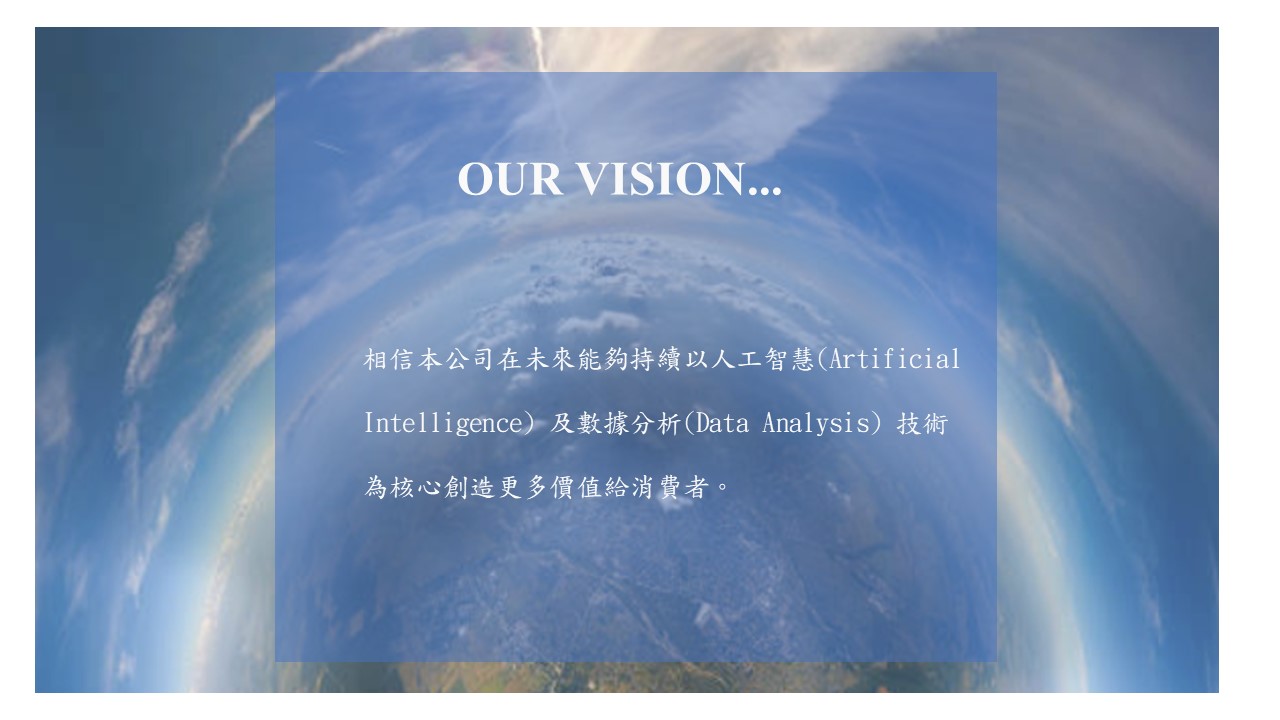 OUR VISION...
相信本公司在未來能夠持續以人工智慧(Artificial
Intelligence) 及數據分析(Data Analysis) 技術
為核心創造更多價值給消費者。